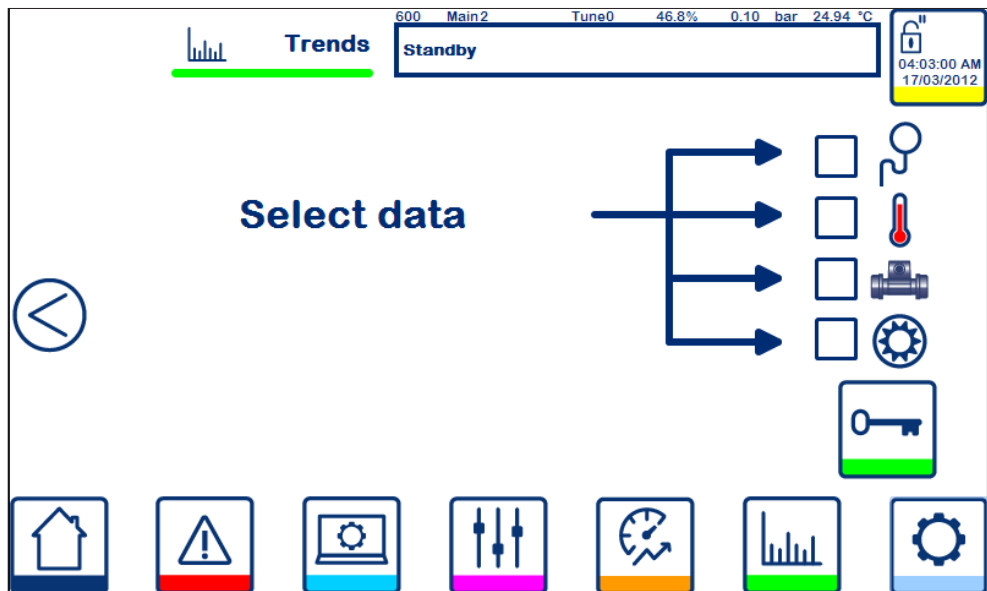 600 Main2 Tune0 46.8% 0.10 bar 24.94 °C
Trends
Standby
04:03:00 AM
17/03/2012
Select data